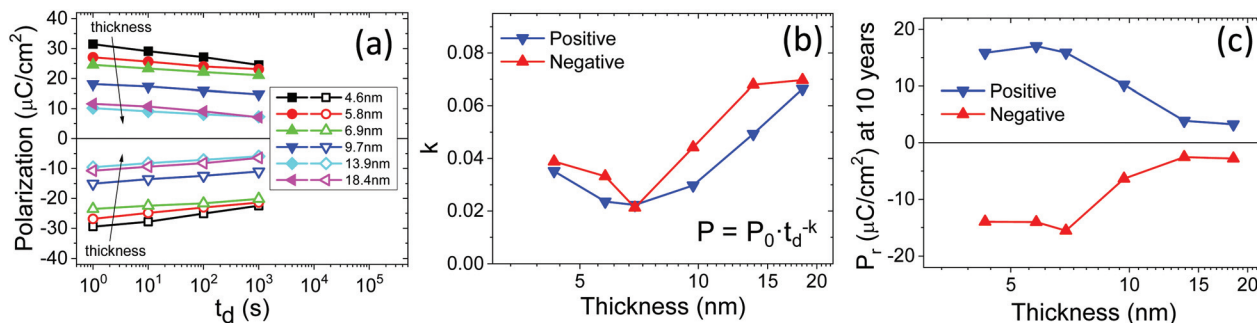 (a)
thickness
thickness
40
30
20
10
0
-10
-20
-30
-40
Polarization (μC/cm²)
10⁰ 10¹ 10² 10³ 10⁴ 10⁵
t_d (s)
4.6nm
5.8nm
6.9nm
9.7nm
13.9nm
18.4nm
(b)
Positive
Negative
0.10
0.08
0.06
0.04
0.02
0.00
k
P = P₀·t_d⁻ᵏ
5 10 15 20
Thickness (nm)
(c)
Positive
Negative
20
10
0
-10
-20
P_r (μC/cm²) at 10 years
5 10 15 20
Thickness (nm)